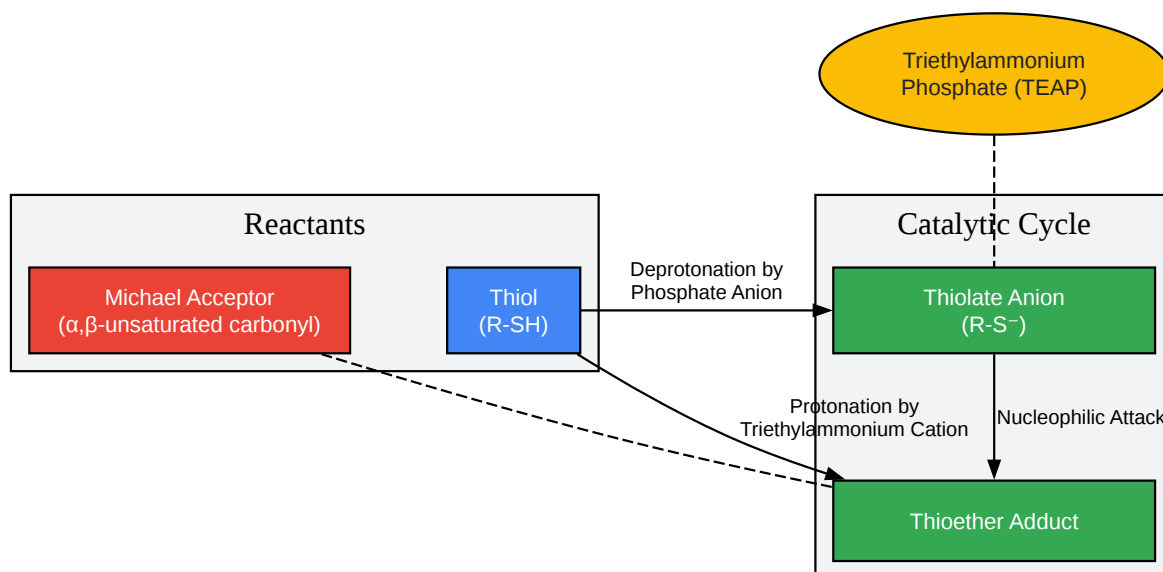 Triethylammonium
Phosphate (TEAP)
Reactants
Catalytic Cycle
Michael Acceptor
(α,β-unsaturated carbonyl)
Thiol
(R-SH)
Deprotonation by
Phosphate Anion
Thiolate Anion
(R-S⁻)
Protonation by
Triethylammonium Cation
Nucleophilic Attack
Thioether Adduct